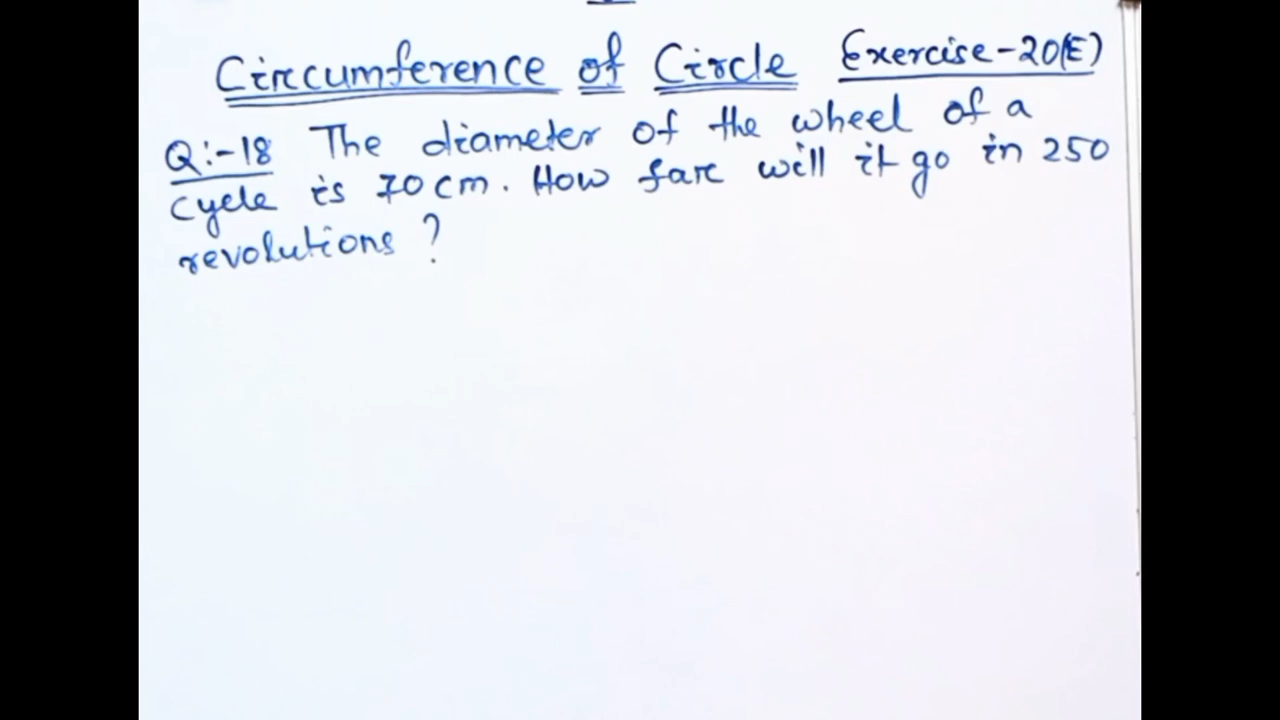 Circumference of Circle Exercise-20(E)
Q:-18 The diameter of the wheel of a
cycle is 70 cm. How far will it go in 250
revolutions ?